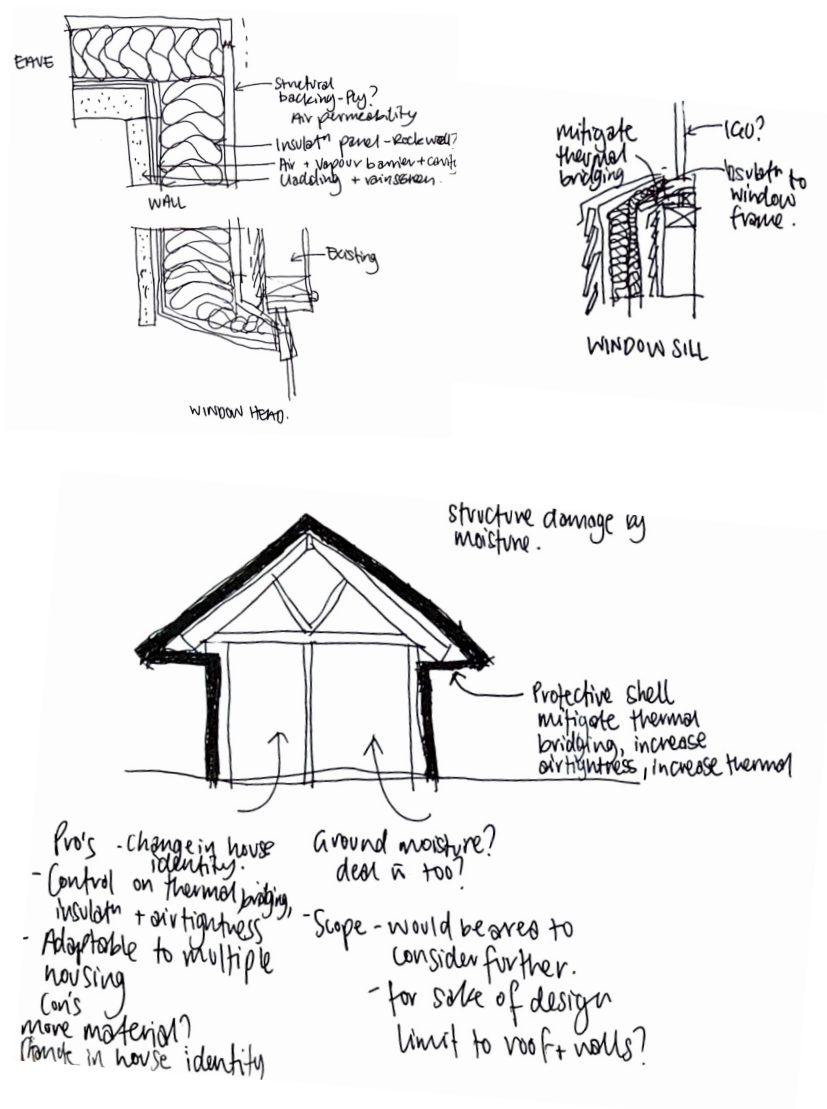 EAVE
Structural
backing - Ply?
Air permeability
Insulatⁿ panel - Rockwool?
Air + vapour barrier + cavity
Cladding + rainscreen.
WALL
Existing
WINDOW HEAD.
mitigate
thermal
bridging
IGU?
Insulatⁿ to
window
frame.
WINDOW SILL
structure damage by
moisture.
Protective shell
mitigate thermal
bridging, increase
airtightness, increase thermal
Pro's - change in house
identity.
- Control on thermal bridging,
insulatⁿ + airtightness
- Adaptable to multiple
housing
Con's
more material?
Change in house identity
Ground moisture?
deal w too?
- Scope - would be area to
consider further.
- for sake of design
limit to roof + walls?